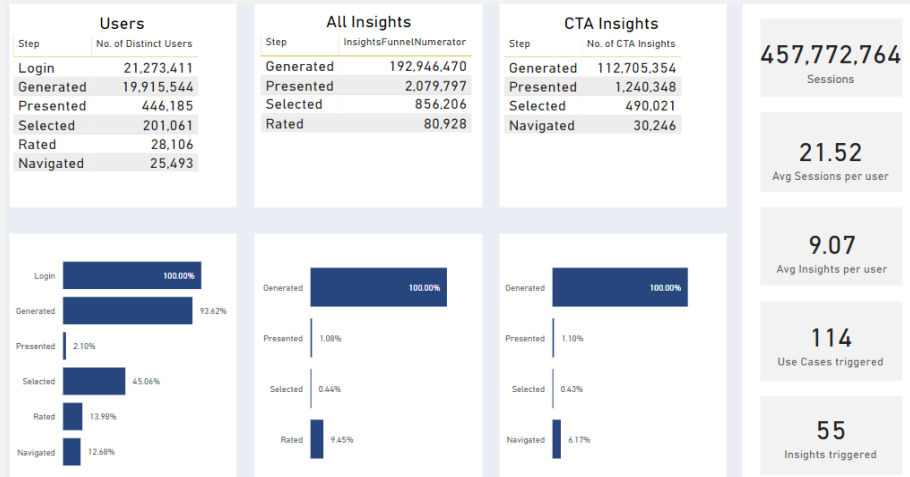 Users
Step No. of Distinct Users
Login 21,273,411
Generated 19,915,544
Presented 446,185
Selected 201,061
Rated 28,106
Navigated 25,493
All Insights
Step InsightsFunnelNumerator
Generated 192,946,470
Presented 2,079,797
Selected 856,206
Rated 80,928
CTA Insights
Step No. of CTA Insights
Generated 112,705,354
Presented 1,240,348
Selected 490,021
Navigated 30,246
457,772,764
Sessions
21.52
Avg Sessions per user
9.07
Avg Insights per user
114
Use Cases triggered
55
Insights triggered
Login 100.00%
Generated 93.62%
Presented 2.10%
Selected 45.06%
Rated 13.98%
Navigated 12.68%
Generated 100.00%
Presented 1.08%
Selected 0.44%
Rated 9.45%
Generated 100.00%
Presented 1.10%
Selected 0.43%
Navigated 6.17%